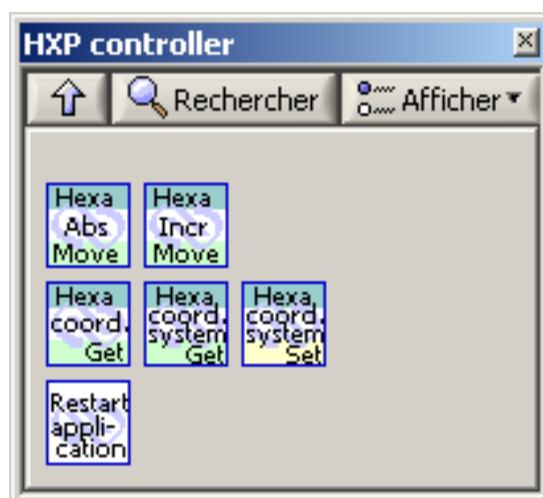 HXP controller
Rechercher
Afficher
Hexa
Abs
Move
Hexa
Incr
Move
Hexa
coord.
Get
Hexa
coord.
system
Get
Hexa
coord.
system
Set
Restart
appli-
cation